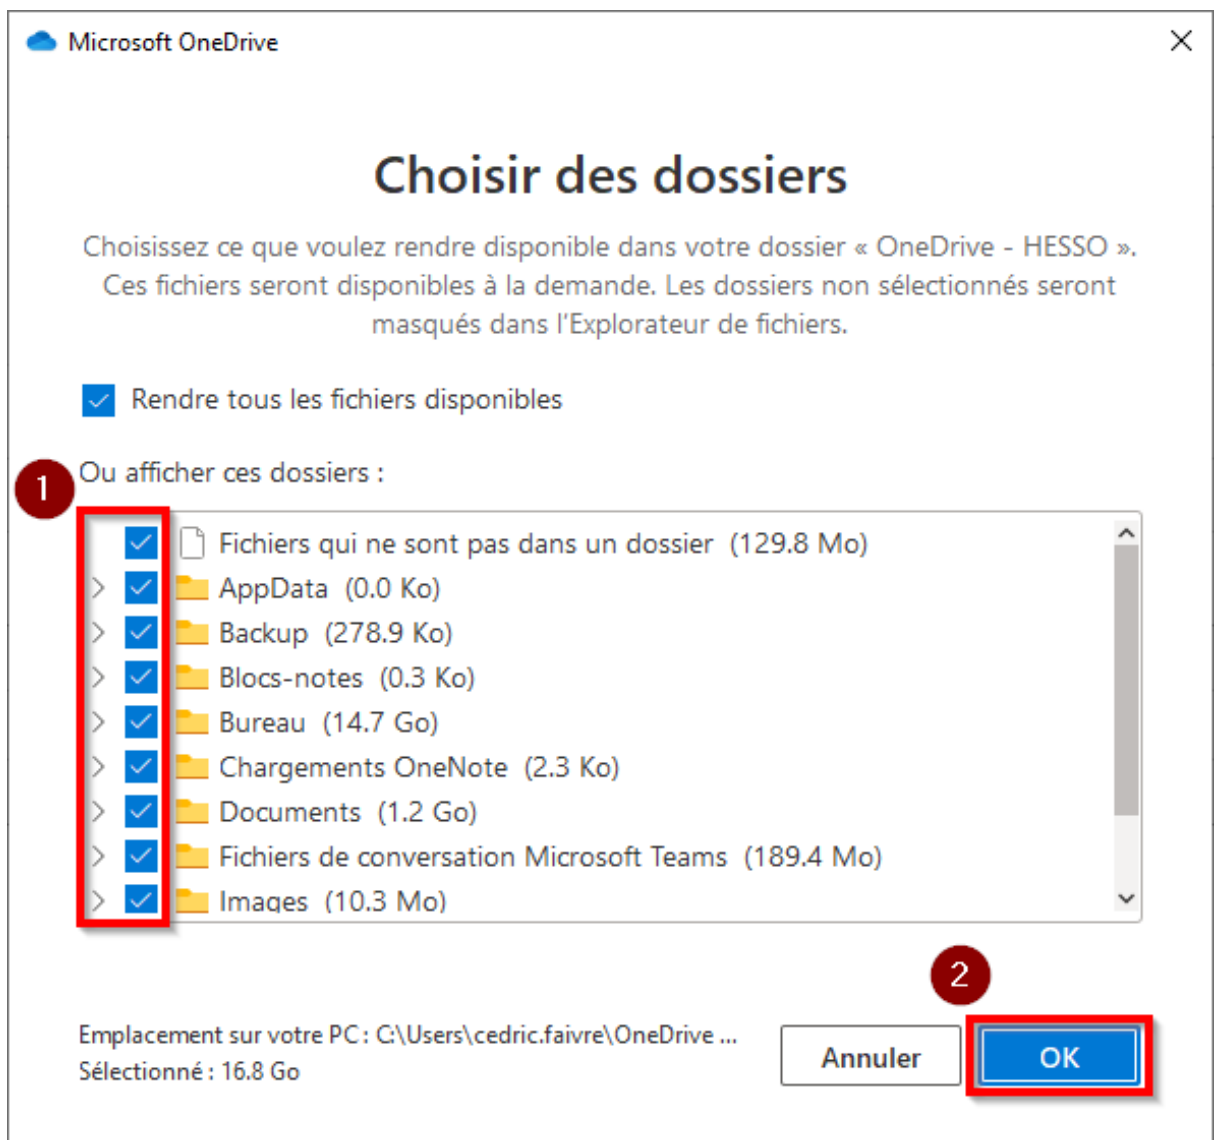 Microsoft OneDrive
Choisir des dossiers
Choisissez ce que voulez rendre disponible dans votre dossier « OneDrive - HESSO ».
Ces fichiers seront disponibles à la demande. Les dossiers non sélectionnés seront
masqués dans l'Explorateur de fichiers.
Rendre tous les fichiers disponibles
Ou afficher ces dossiers :
1
Fichiers qui ne sont pas dans un dossier (129.8 Mo)
AppData (0.0 Ko)
Backup (278.9 Ko)
Blocs-notes (0.3 Ko)
Bureau (14.7 Go)
Chargements OneNote (2.3 Ko)
Documents (1.2 Go)
Fichiers de conversation Microsoft Teams (189.4 Mo)
Images (10.3 Mo)
2
Emplacement sur votre PC : C:\Users\cedric.faivre\OneDrive ...
Sélectionné : 16.8 Go
Annuler
OK